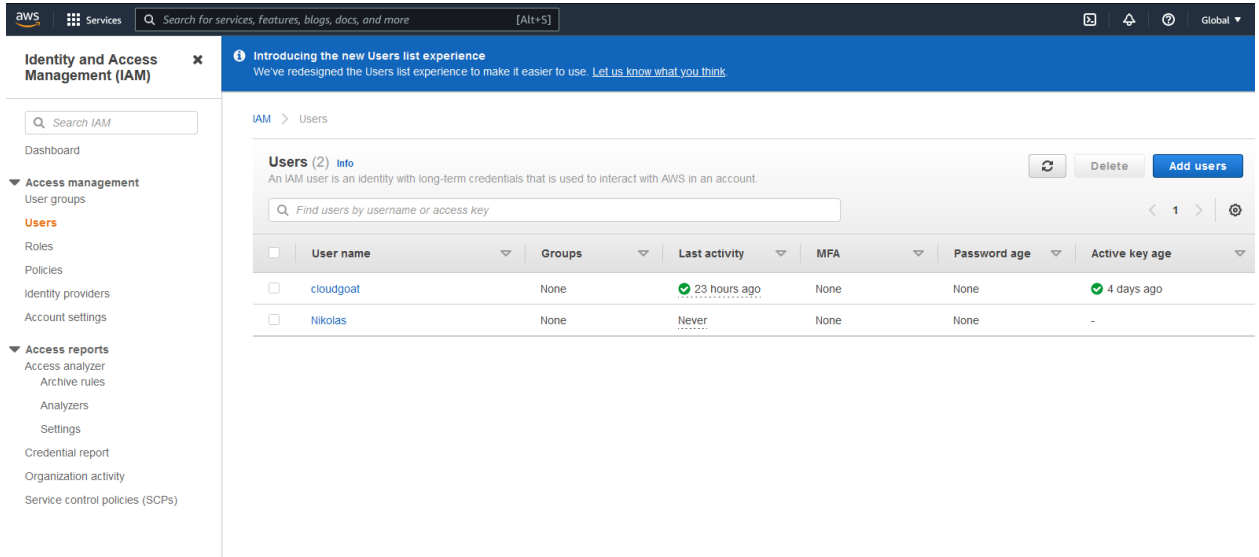 aws Services Search for services, features, blogs, docs, and more [Alt+S] Global ▼
Identity and Access
Management (IAM)
Search IAM
Dashboard
Access management
User groups
Users
Roles
Policies
Identity providers
Account settings
Access reports
Access analyzer
Archive rules
Analyzers
Settings
Credential report
Organization activity
Service control policies (SCPs)
Introducing the new Users list experience
We've redesigned the Users list experience to make it easier to use. Let us know what you think.
IAM > Users
Users (2) Info
An IAM user is an identity with long-term credentials that is used to interact with AWS in an account.
Delete Add users
Find users by username or access key
< 1 >
User name Groups Last activity MFA Password age Active key age
cloudgoat None 23 hours ago None None 4 days ago
Nikolas None Never None None -